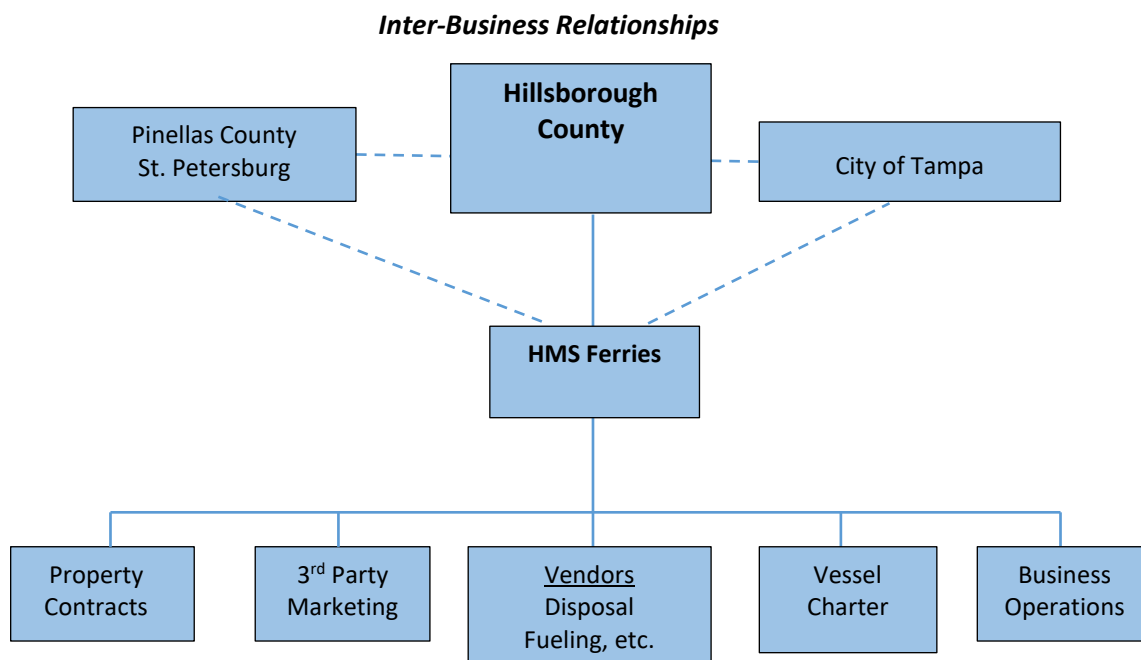 Inter-Business Relationships
Hillsborough
County
Pinellas County
St. Petersburg
City of Tampa
HMS Ferries
Property
Contracts
3rd Party
Marketing
Vendors
Disposal
Fueling, etc.
Vessel
Charter
Business
Operations